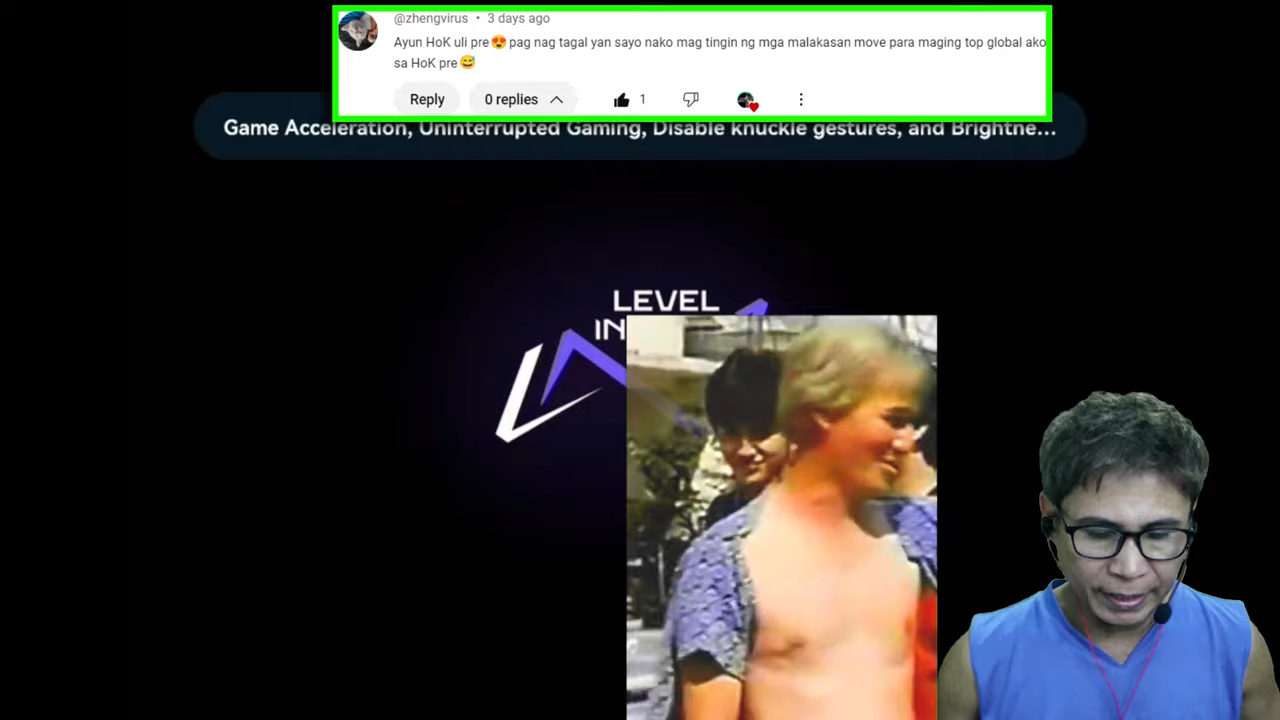 @zhengvirus • 3 days ago
Ayun HoK uli pre😍 pag nag tagal yan sayo nako mag tingin ng mga malakasan move para maging top global ako
sa HoK pre😅
Reply 0 replies 1
Game Acceleration, Uninterrupted Gaming, Disable knuckle gestures, and Brightne...
LEVEL
IN